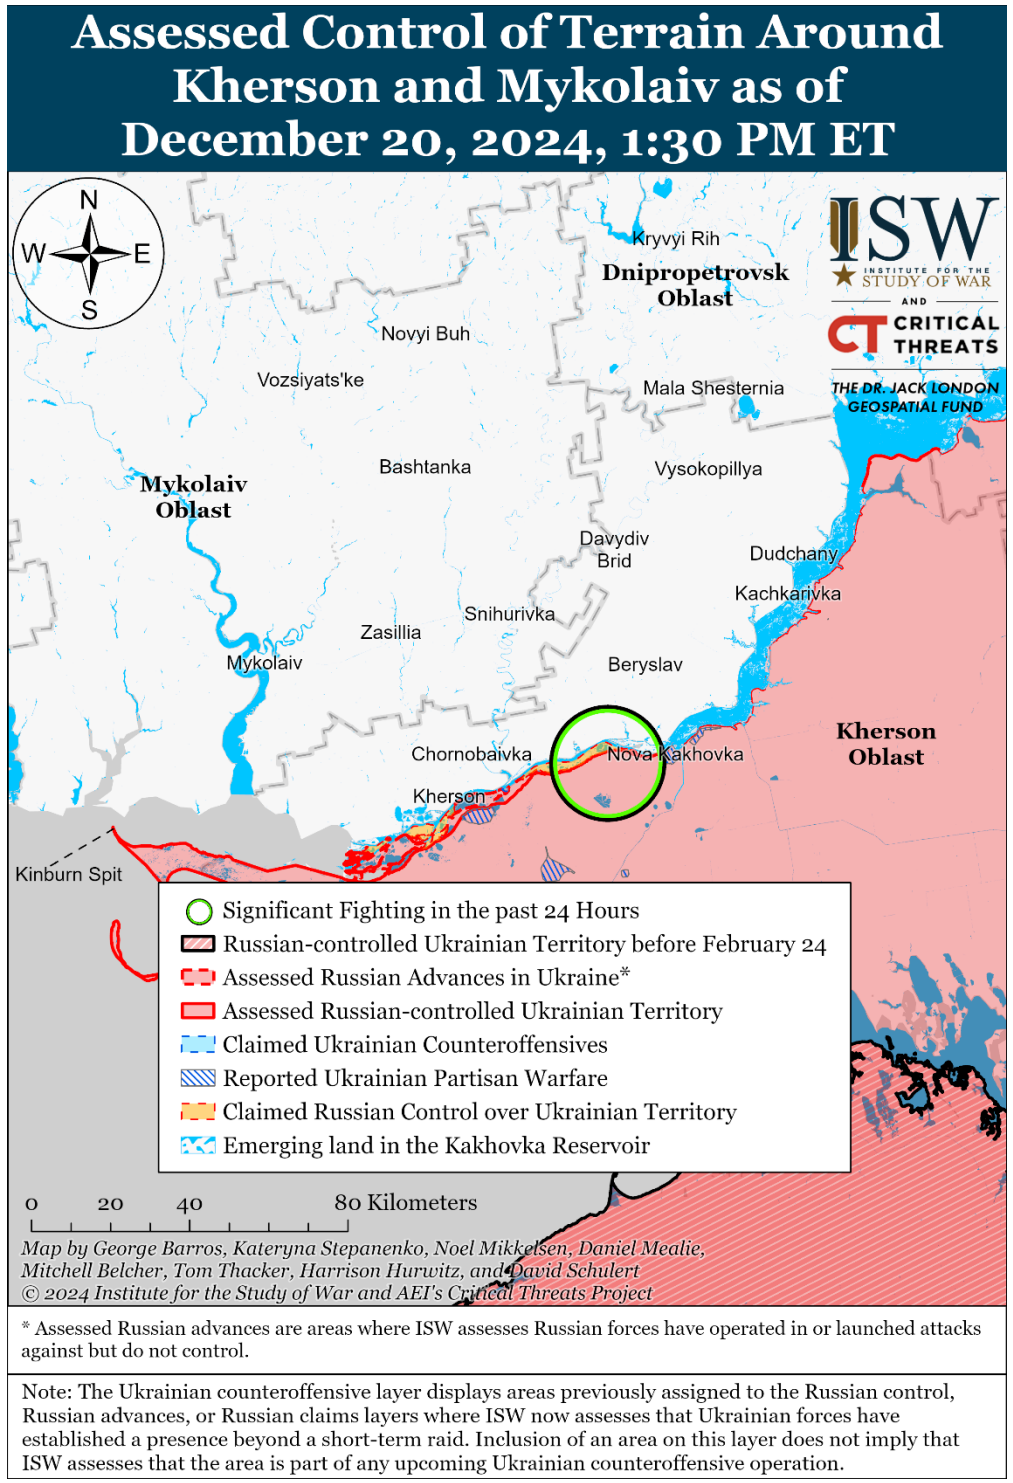 Assessed Control of Terrain Around
Kherson and Mykolaiv as of
December 20, 2024, 1:30 PM ET
N
W
E
S
ISW
INSTITUTE FOR THE
STUDY OF WAR
AND
CT CRITICAL
THREATS
THE DR. JACK LONDON
GEOSPATIAL FUND
Kryvyi Rih
Dnipropetrovsk
Oblast
Novyi Buh
Vozsiyats'ke
Mala Shesternia
Bashtanka
Vysokopillya
Mykolaiv
Oblast
Davydiv
Brid
Dudchany
Kachkarivka
Snihurivka
Zasillia
Mykolaiv
Beryslav
Kherson
Oblast
Chornobaivka
Nova Kakhovka
Kherson
Kinburn Spit
Significant Fighting in the past 24 Hours
Russian-controlled Ukrainian Territory before February 24
Assessed Russian Advances in Ukraine*
Assessed Russian-controlled Ukrainian Territory
Claimed Ukrainian Counteroffensives
Reported Ukrainian Partisan Warfare
Claimed Russian Control over Ukrainian Territory
Emerging land in the Kakhovka Reservoir
0 20 40 80 Kilometers
Map by George Barros, Kateryna Stepanenko, Noel Mikkelsen, Daniel Mealie,
Mitchell Belcher, Tom Thacker, Harrison Hurwitz, and David Schulert
© 2024 Institute for the Study of War and AEI's Critical Threats Project
* Assessed Russian advances are areas where ISW assesses Russian forces have operated in or launched attacks
against but do not control.
Note: The Ukrainian counteroffensive layer displays areas previously assigned to the Russian control,
Russian advances, or Russian claims layers where ISW now assesses that Ukrainian forces have
established a presence beyond a short-term raid. Inclusion of an area on this layer does not imply that
ISW assesses that the area is part of any upcoming Ukrainian counteroffensive operation.